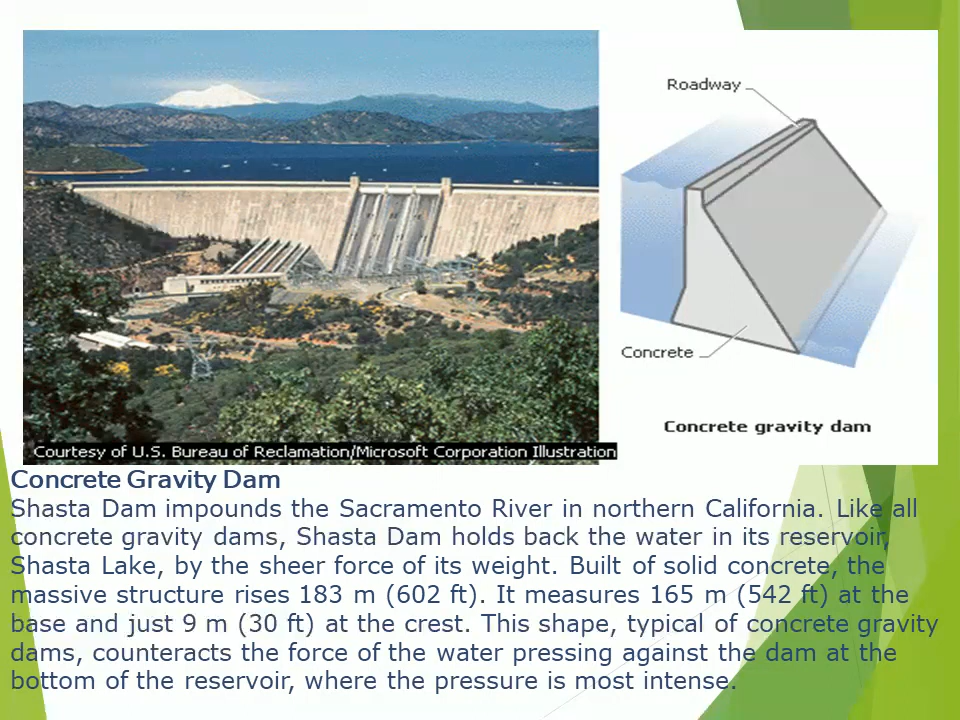 Roadway
Concrete
Concrete gravity dam
Courtesy of U.S. Bureau of Reclamation/Microsoft Corporation Illustration
Concrete Gravity Dam
Shasta Dam impounds the Sacramento River in northern California. Like all
concrete gravity dams, Shasta Dam holds back the water in its reservoir,
Shasta Lake, by the sheer force of its weight. Built of solid concrete, the
massive structure rises 183 m (602 ft). It measures 165 m (542 ft) at the
base and just 9 m (30 ft) at the crest. This shape, typical of concrete gravity
dams, counteracts the force of the water pressing against the dam at the
bottom of the reservoir, where the pressure is most intense.